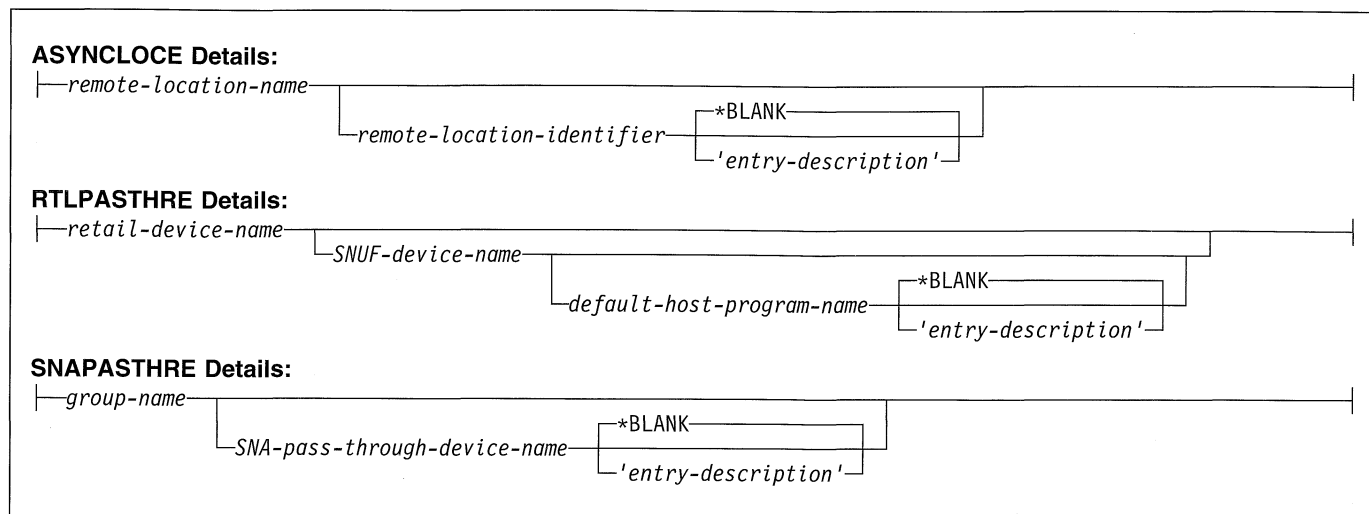 ASYNCLOCE Details:
remote-location-name
*BLANK
remote-location-identifier
'entry-description'
RTLPASTHRE Details:
retail-device-name
SNUF-device-name
*BLANK
default-host-program-name
'entry-description'
SNAPASTHRE Details:
group-name
*BLANK
SNA-pass-through-device-name
'entry-description'